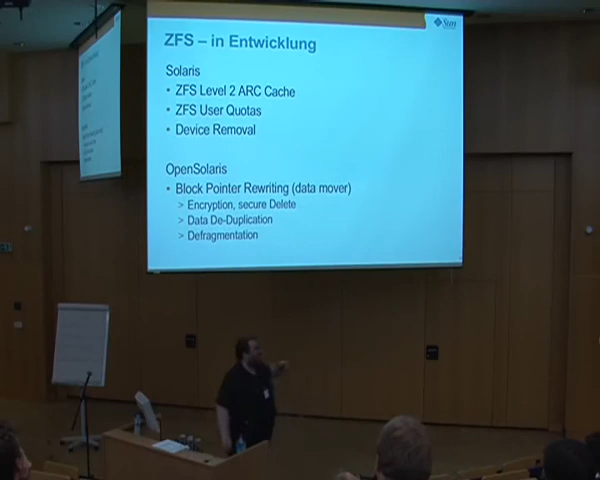 Sun
ZFS – in Entwicklung
Solaris
• ZFS Level 2 ARC Cache
• ZFS User Quotas
• Device Removal
OpenSolaris
• Block Pointer Rewriting (data mover)
> Encryption, secure Delete
> Data De-Duplication
> Defragmentation